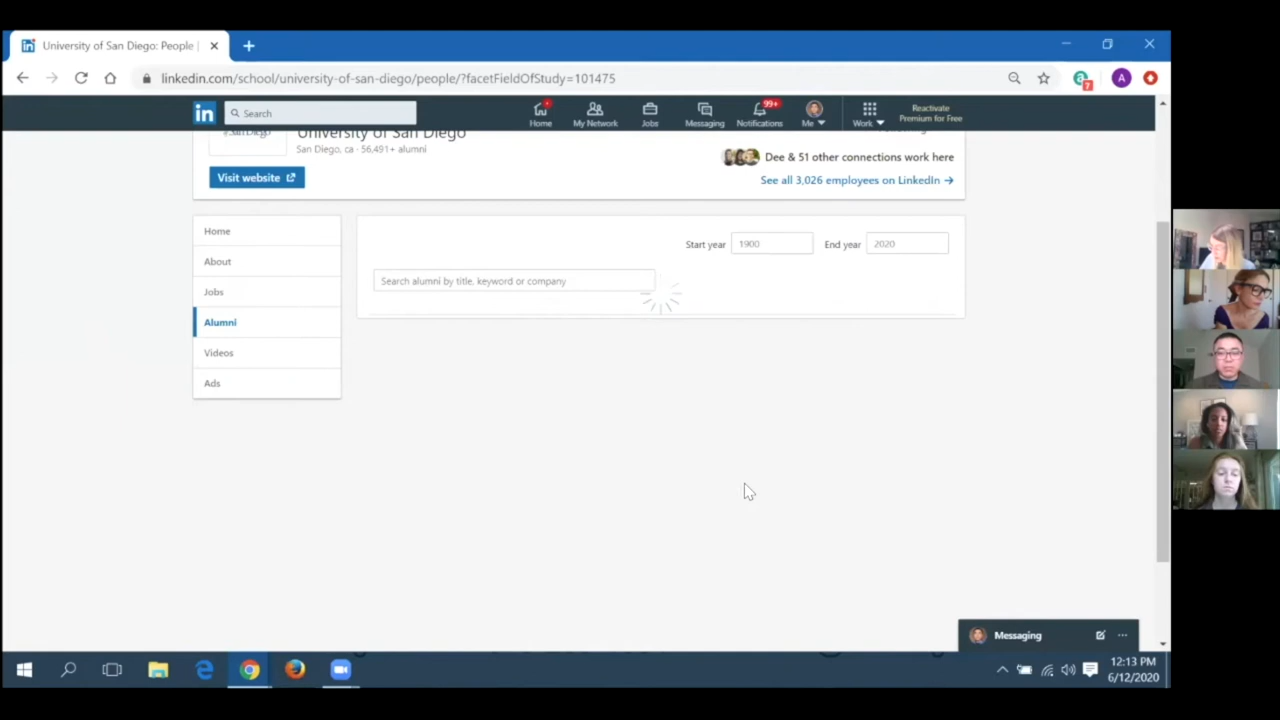 University of San Diego: People
linkedin.com/school/university-of-san-diego/people/?facetFieldOfStudy=101475
A
7
in
Search
Home
My Network
Jobs
Messaging
99+
Notifications
Me
Work
Reactivate
Premium for Free
University of San Diego
San Diego, ca · 56,491+ alumni
Visit website
Dee & 51 other connections work here
See all 3,026 employees on LinkedIn →
Home
About
Jobs
Alumni
Videos
Ads
Start year
1900
End year
2020
Search alumni by title, keyword or company
Messaging
12:13 PM
6/12/2020